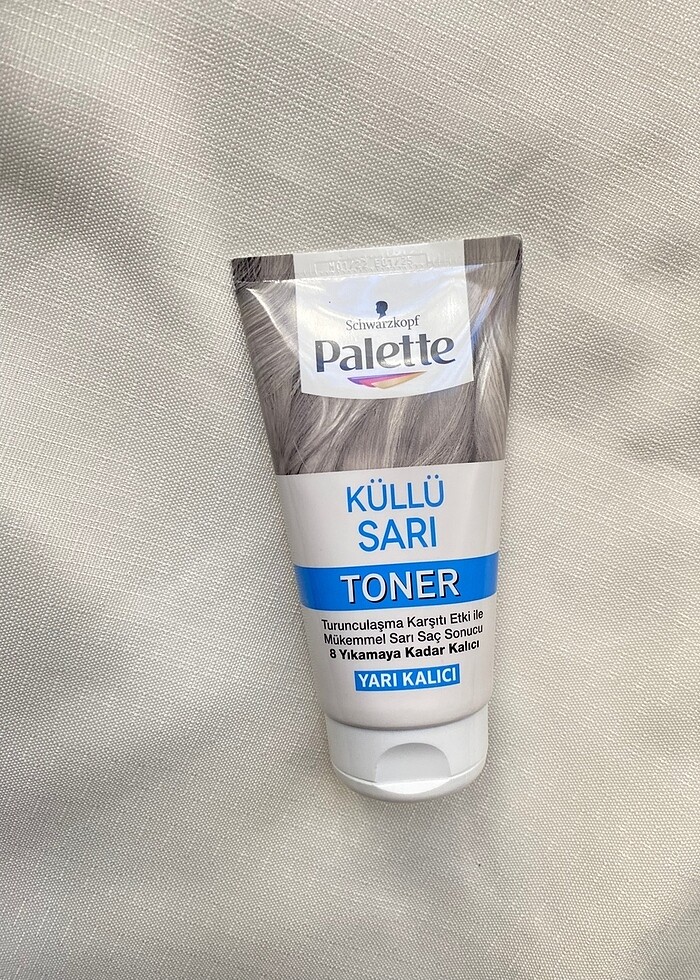 Schwarzkopf
Palette
KÜLLÜ
SARI
TONER
Turunculaşma Karşıtı Etki ile
Mükemmel Sarı Saç Sonucu
8 Yıkamaya Kadar Kalıcı
YARI KALICI